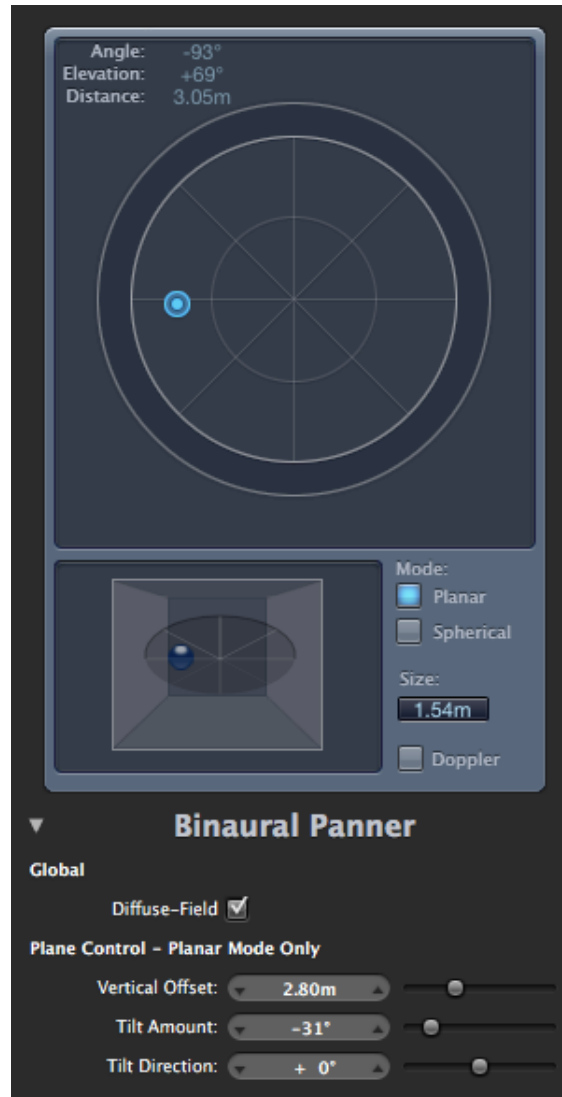 Angle: -93°
Elevation: +69°
Distance: 3.05m
Mode:
Planar
Spherical
Size:
1.54m
Doppler
Binaural Panner
Global
Diffuse-Field
Plane Control - Planar Mode Only
Vertical Offset: 2.80m
Tilt Amount: -31°
Tilt Direction: + 0°